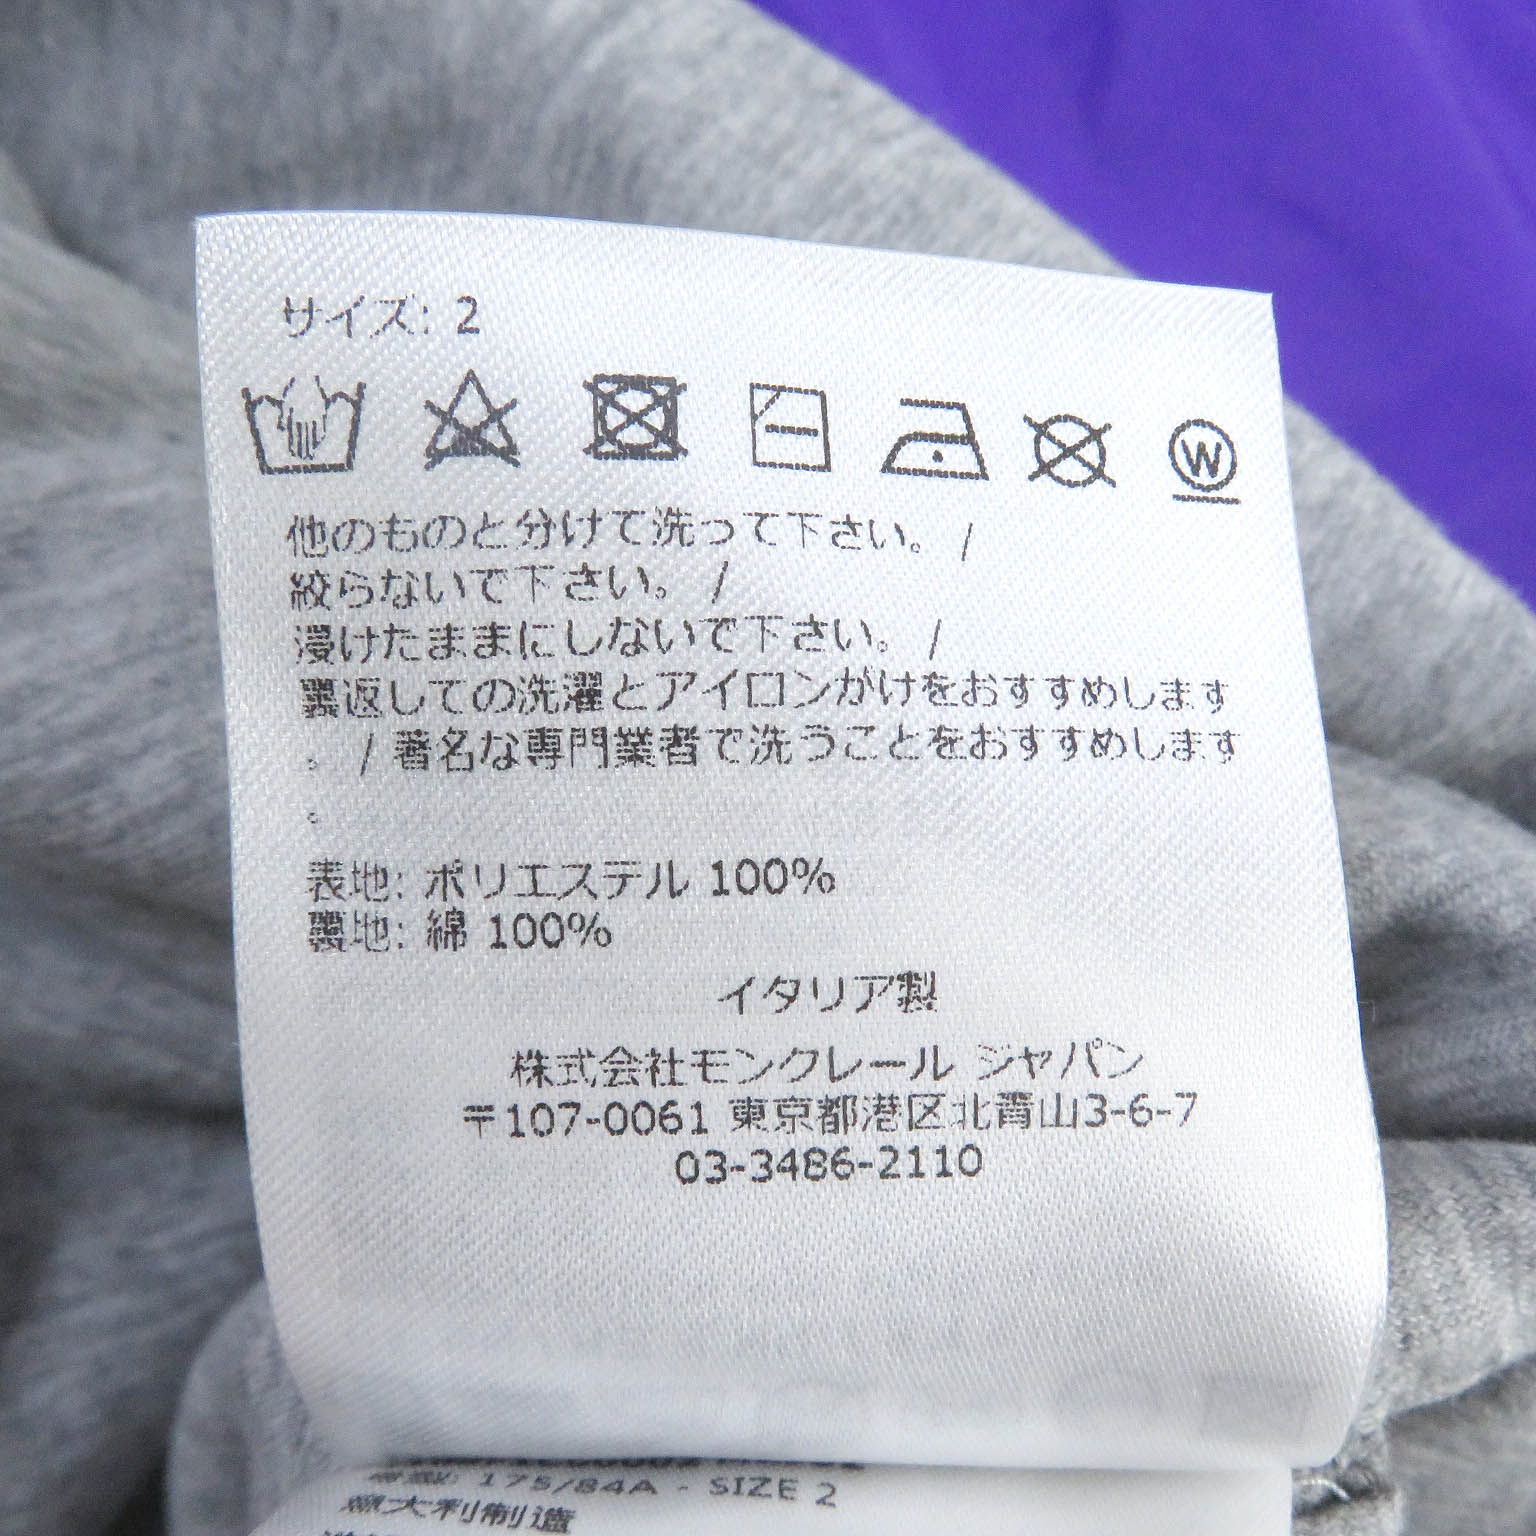 サイズ: 2
W
他のものと分けて洗って下さい。 /
絞らないで下さい。 /
浸けたままにしないで下さい。 /
裏返しての洗濯とアイロンがけをおすすめします
。 / 著名な専門業者で洗うことをおすすめします
。
表地: ポリエステル 100%
裏地: 綿 100%
イタリア製
株式会社モンクレール ジャパン
〒107-0061 東京都港区北青山3-6-7
03-3486-2110
175/84A - SIZE 2
意大利制造